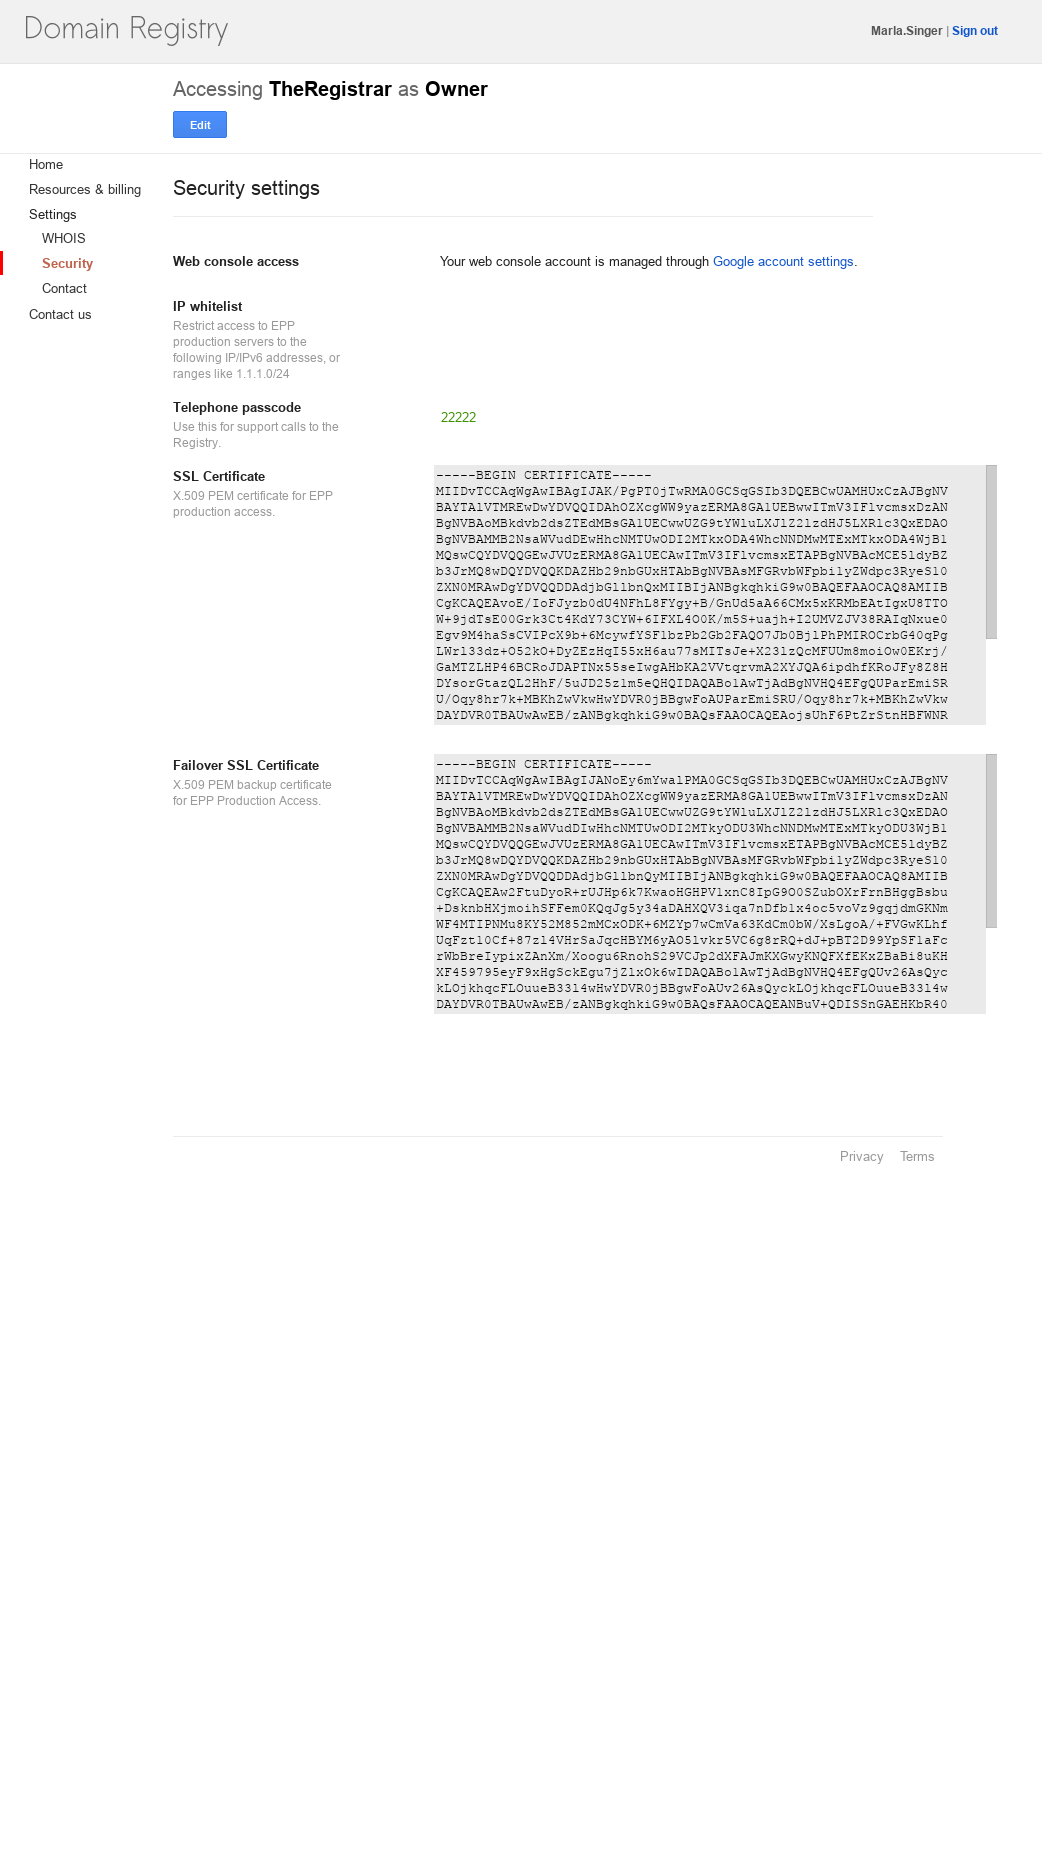 Domain Registry
Marla.Singer | Sign out
Accessing TheRegistrar as Owner
Edit
Home
Resources & billing
Settings
WHOIS
Security
Contact
Contact us
Security settings
Web console access
Your web console account is managed through Google account settings.
IP whitelist
Restrict access to EPP
production servers to the
following IP/IPv6 addresses, or
ranges like 1.1.1.0/24
Telephone passcode
Use this for support calls to the
Registry.
22222
SSL Certificate
X.509 PEM certificate for EPP
production access.
-----BEGIN CERTIFICATE-----
MIIDvTCCAqWgAwIBAgIJAK/PgPT0jTwRMA0GCSqGSIb3DQEBCwUAMHUxCzAJBgNV
BAYTAlVTMREwDwYDVQQIDAhOZXcgWW9yazERMA8GA1UEBwwITmV3IFlvcmsxDzAN
BgNVBAoMBkdvb2dsZTEdMBsGA1UECwwUZG9tYWluLXJlZ2lzdHJ5LXRlc3QxEDAO
BgNVBAMMB2NsaWVudDEwHhcNMTUwODI2MTkxODA4WhcNNDMwMTExMTkxODA4WjB1
MQswCQYDVQQGEwJVUzERMA8GA1UECAwITmV3IFlvcmsxETAPBgNVBAcMCE5ldyBZ
b3JrMQ8wDQYDVQQKDAZHb29nbGUxHTAbBgNVBAsMFGRvbWFpbi1yZWdpc3RyeS10
ZXN0MRAwDgYDVQQDDAdjbGllbnQxMIIBIjANBgkqhkiG9w0BAQEFAAOCAQ8AMIIB
CgKCAQEAvoE/IoFJyzb0dU4NFhL8FYgy+B/GnUd5aA66CMx5xKRMbEAtIgxU8TTO
W+9jdTsE00Grk3Ct4KdY73CYW+6IFXL4O0K/m5S+uajh+I2UMVZJV38RAIqNxue0
Egv9M4haSsCVIPcX9b+6McywfYSFlbzPb2Gb2FAQO7Jb0BjlPhPMIROCrbG40qPg
LWrl33dz+O52kO+DyZEzHqI55xH6au77sMITsJe+X23lzQcMFUUm8moiOw0EKrj/
GaMTZLHP46BCRoJDAPTNx55seIwgAHbKA2VVtqrvmA2XYJQA6ipdhfKRoJFy8Z8H
DYsorGtazQL2HhF/5uJD25z1m5eQHQIDAQABo1AwTjAdBgNVHQ4EFgQUParEmiSR
U/Oqy8hr7k+MBKhZwVkwHwYDVR0jBBgwFoAUParEmiSRU/Oqy8hr7k+MBKhZwVkw
DAYDVR0TBAUwAwEB/zANBgkqhkiG9w0BAQsFAAOCAQEAojsUhF6PtZrStnHBFWNR
Failover SSL Certificate
X.509 PEM backup certificate
for EPP Production Access.
-----BEGIN CERTIFICATE-----
MIIDvTCCAqWgAwIBAgIJANoEy6mYwalPMA0GCSqGSIb3DQEBCwUAMHUxCzAJBgNV
BAYTAlVTMREwDwYDVQQIDAhOZXcgWW9yazERMA8GA1UEBwwITmV3IFlvcmsxDzAN
BgNVBAoMBkdvb2dsZTEdMBsGA1UECwwUZG9tYWluLXJlZ2lzdHJ5LXRlc3QxEDAO
BgNVBAMMB2NsaWVudDIwHhcNMTUwODI2MTkyODU3WhcNNDMwMTExMTkyODU3WjB1
MQswCQYDVQQGEwJVUzERMA8GA1UECAwITmV3IFlvcmsxETAPBgNVBAcMCE5ldyBZ
b3JrMQ8wDQYDVQQKDAZHb29nbGUxHTAbBgNVBAsMFGRvbWFpbi1yZWdpc3RyeS10
ZXN0MRAwDgYDVQQDDAdjbGllbnQyMIIBIjANBgkqhkiG9w0BAQEFAAOCAQ8AMIIB
CgKCAQEAw2FtuDyoR+rUJHp6k7KwaoHGHPV1xnC8IpG9O0SZubOXrFrnBHggBsbu
+DsknbHXjmoihSFFem0KQqJg5y34aDAHXQV3iqa7nDfb1x4oc5voVz9gqjdmGKNm
WF4MTIPNMu8KY52M852mMCxODK+6MZYp7wCmVa63KdCm0bW/XsLgoA/+FVGwKLhf
UqFzt10Cf+87zl4VHrSaJqcHBYM6yAO5lvkr5VC6g8rRQ+dJ+pBT2D99YpSF1aFc
rWbBreIypixZAnXm/Xoogu6RnohS29VCJp2dXFAJmKXGwyKNQFXfEKxZBaBi8uKH
XF459795eyF9xHgSckEgu7jZlxOk6wIDAQABo1AwTjAdBgNVHQ4EFgQUv26AsQyc
kLOjkhqcFLOuueB33l4wHwYDVR0jBBgwFoAUv26AsQyckLOjkhqcFLOuueB33l4w
DAYDVR0TBAUwAwEB/zANBgkqhkiG9w0BAQsFAAOCAQEANBuV+QDISSnGAEHKbR40
Privacy Terms